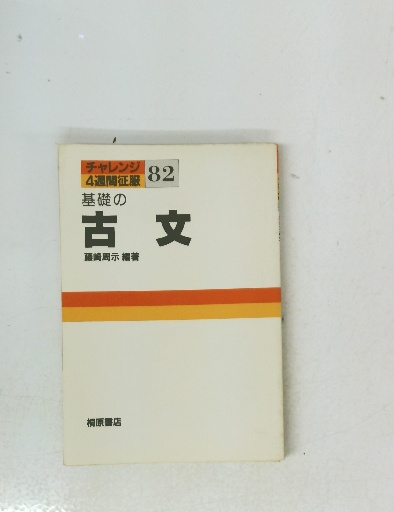 チャレンジ
4週間征服
82
基礎の
古文
藤崎周示 編著
桐原書店